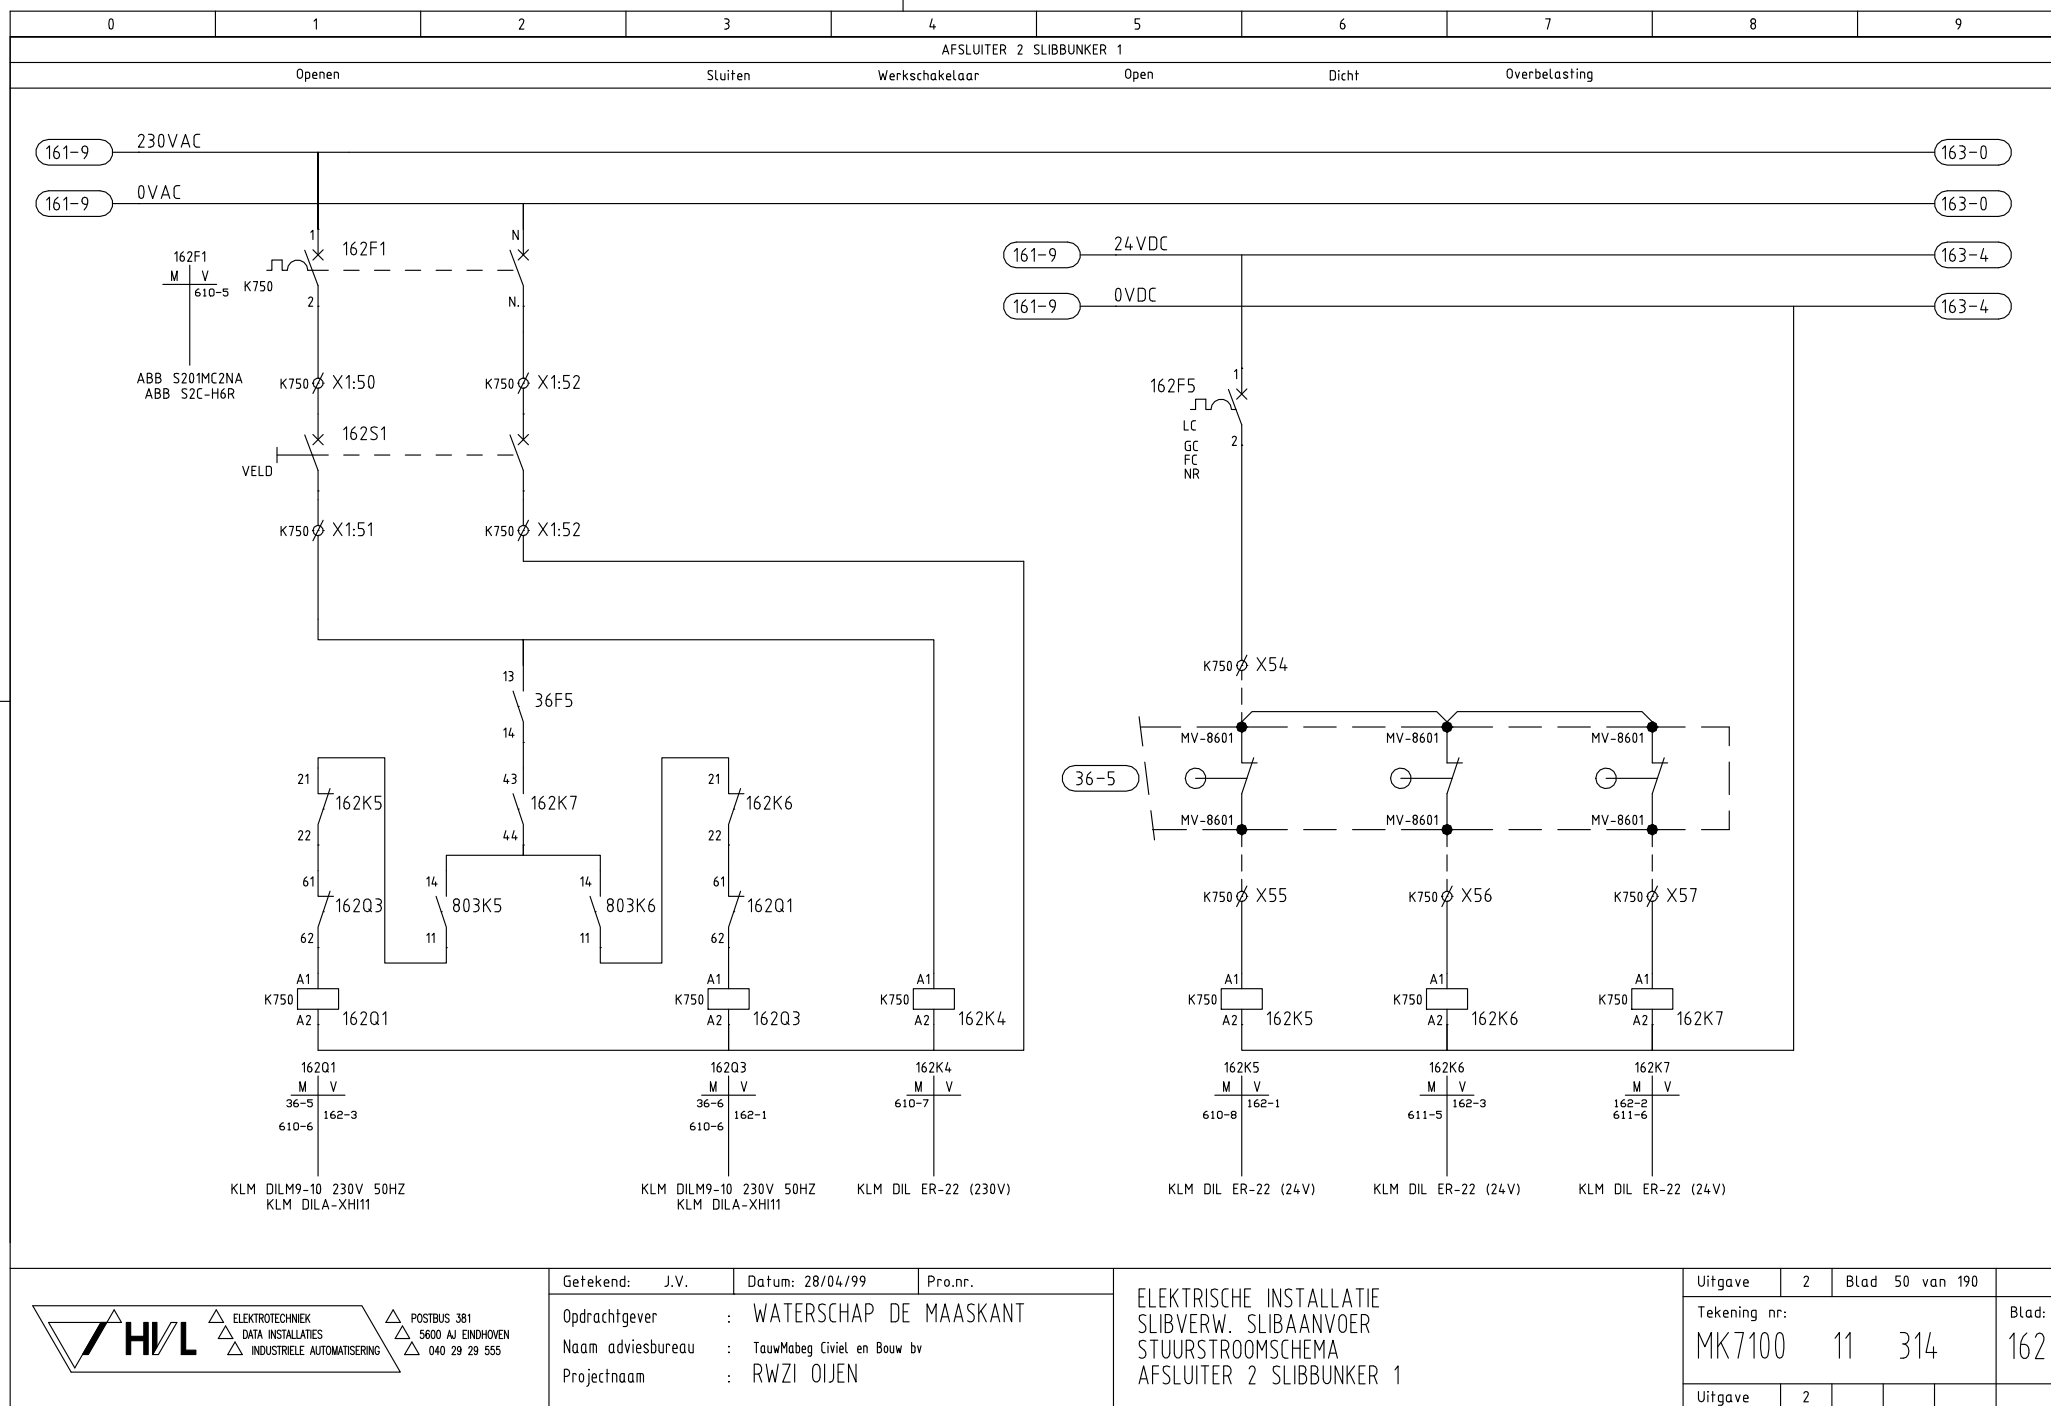 0 1 2 3 4 5 6 7 8 9
AFSLUITER 2 SLIBBUNKER 1
Openen Sluiten Werkschakelaar Open Dicht Overbelasting
161-9 230VAC 163-0
161-9 0VAC 163-0
161-9 24VDC 163-4
161-9 0VDC 163-4
1 162F1 N
162F1
M V
610-5
K750
2 N.
ABB S201MC2NA
ABB S2C-H6R
K750 X1:50 K750 X1:52
162S1
VELD
K750 X1:51 K750 X1:52
1
162F5
LC
GC
FC
NR
2
K750 X54
13
36F5
14
MV-8601 MV-8601 MV-8601
36-5
MV-8601 MV-8601 MV-8601
21 43 21
162K5 162K7 162K6
22 44 22
61 14 14 61
162Q3 803K5 803K6 162Q1
62 11 11 62
K750 X55 K750 X56 K750 X57
A1 A1 A1 A1 A1 A1
K750 K750 K750 K750 K750 K750
A2 162Q1 A2 162Q3 A2 162K4 A2 162K5 A2 162K6 A2 162K7
162Q1 162Q3 162K4 162K5 162K6 162K7
M V M V M V M V M V M V
36-5 162-3 36-6 162-1 610-7 162-1 162-3 162-2
610-6 610-6 610-8 611-5 611-6
KLM DILM9-10 230V 50HZ KLM DILM9-10 230V 50HZ KLM DIL ER-22 (230V) KLM DIL ER-22 (24V) KLM DIL ER-22 (24V) KLM DIL ER-22 (24V)
KLM DILA-XHI11 KLM DILA-XHI11
HVL
ELEKTROTECHNIEK
DATA INSTALLATIES
INDUSTRIELE AUTOMATISERING
POSTBUS 381
5600 AJ EINDHOVEN
040 29 29 555
Getekend: J.V. Datum: 28/04/99 Pro.nr.
Opdrachtgever : WATERSCHAP DE MAASKANT
Naam adviesbureau : TauwMabeg Civiel en Bouw bv
Projectnaam : RWZI OIJEN
ELEKTRISCHE INSTALLATIE
SLIBVERW. SLIBAANVOER
STUURSTROOMSCHEMA
AFSLUITER 2 SLIBBUNKER 1
Uitgave 2 Blad 50 van 190
Tekening nr: Blad:
MK7100 11 314 162
Uitgave 2